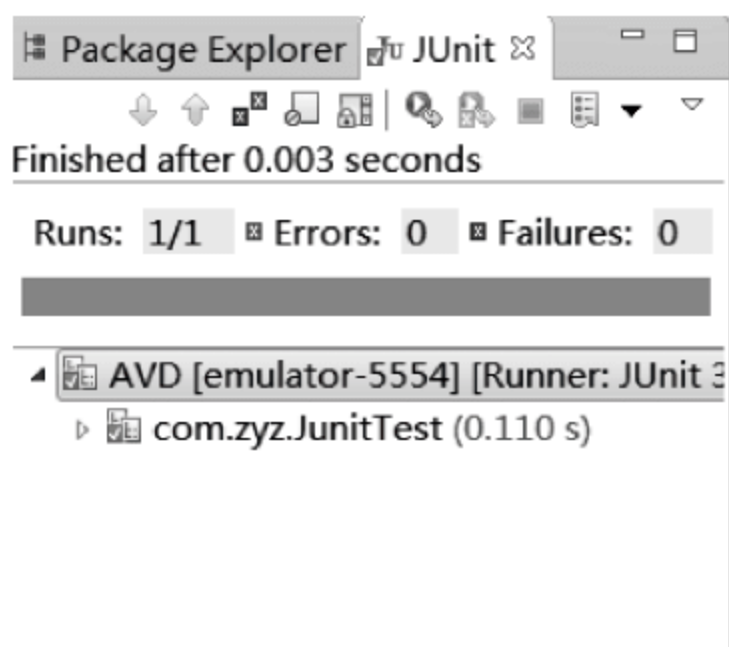 Package Explorer JUnit
Finished after 0.003 seconds
Runs: 1/1 Errors: 0 Failures: 0
AVD [emulator-5554] [Runner: JUnit 3
com.zyz.JunitTest (0.110 s)